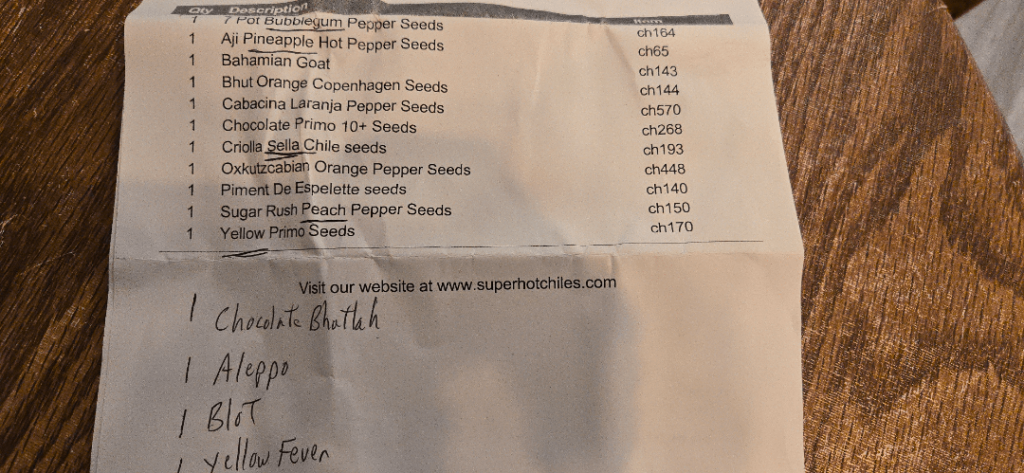 Qty Description Item
1 7 Pot Bubblegum Pepper Seeds ch164
1 Aji Pineapple Hot Pepper Seeds ch65
1 Bahamian Goat ch143
1 Bhut Orange Copenhagen Seeds ch144
1 Cabacina Laranja Pepper Seeds ch570
1 Chocolate Primo 10+ Seeds ch268
1 Criolla Sella Chile seeds ch193
1 Oxkutzcabian Orange Pepper Seeds ch448
1 Piment De Espelette seeds ch140
1 Sugar Rush Peach Pepper Seeds ch150
1 Yellow Primo Seeds ch170
Visit our website at www.superhotchiles.com
1 Chocolate Bhatlah
1 Aleppo
1 BloT
1 Yellow Fever